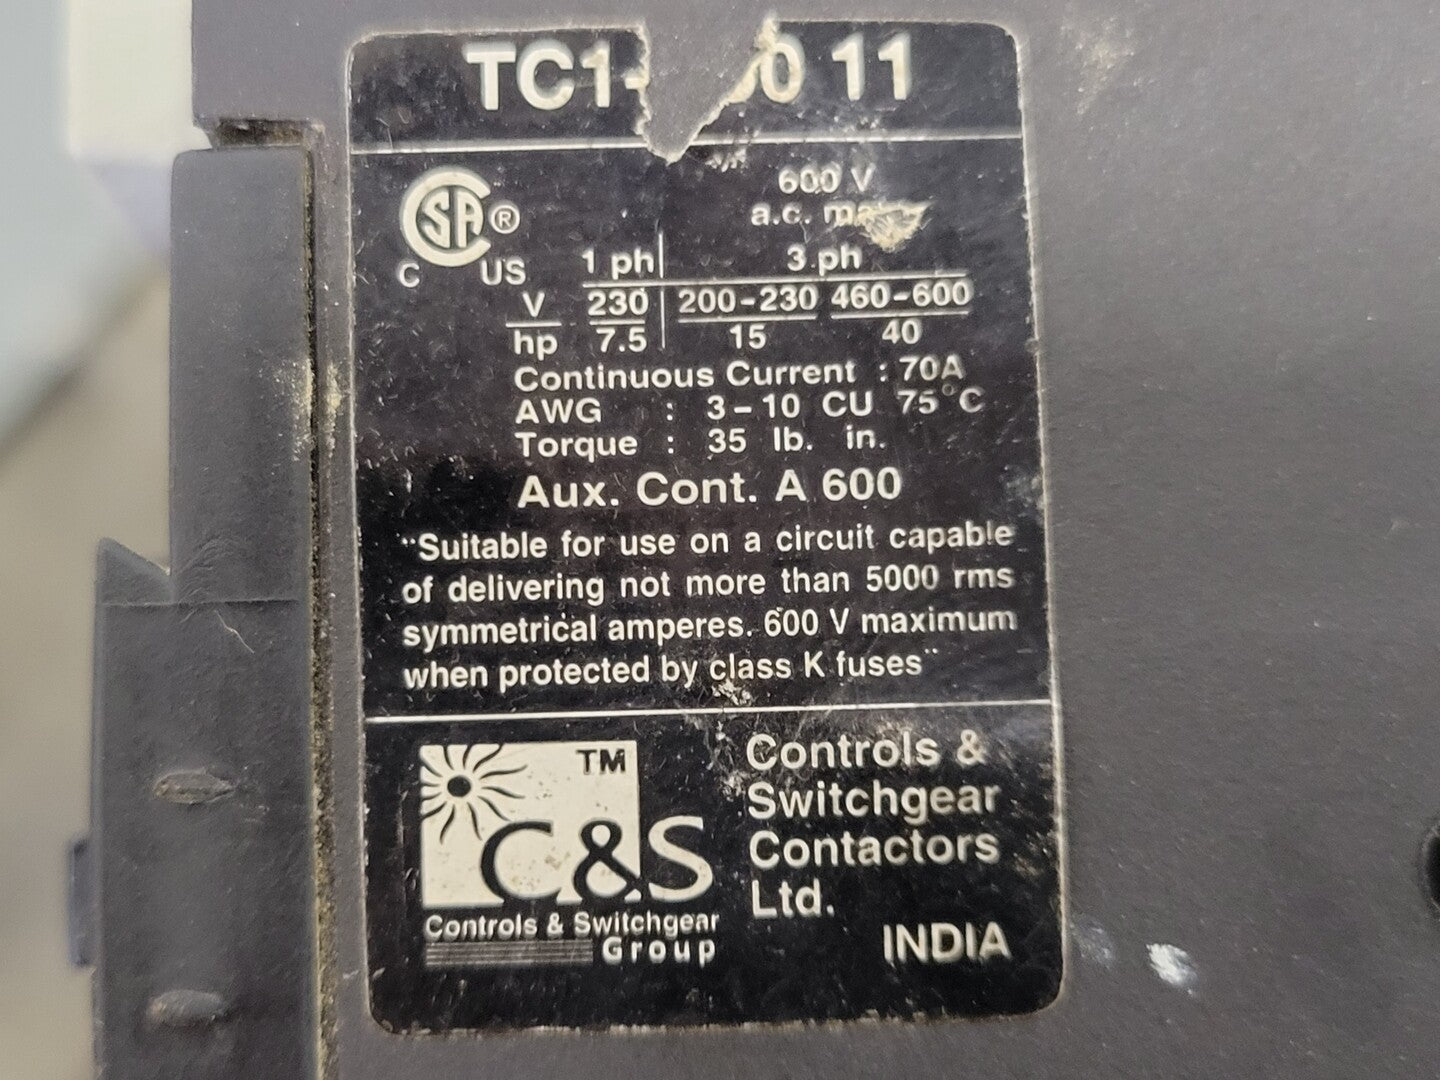 TC1- 0 11
600 V
a.c.
CSA ®
C US
1 ph 3 ph
V 230 200-230 460-600
hp 7.5 15 40
Continuous Current : 70A
AWG : 3-10 CU 75°C
Torque : 35 lb. in.
Aux. Cont. A 600
"Suitable for use on a circuit capable
of delivering not more than 5000 rms
symmetrical amperes. 600 V maximum
when protected by class K fuses"
TM
C&S
Controls & Switchgear
Group
Controls &
Switchgear
Contactors
Ltd.
INDIA